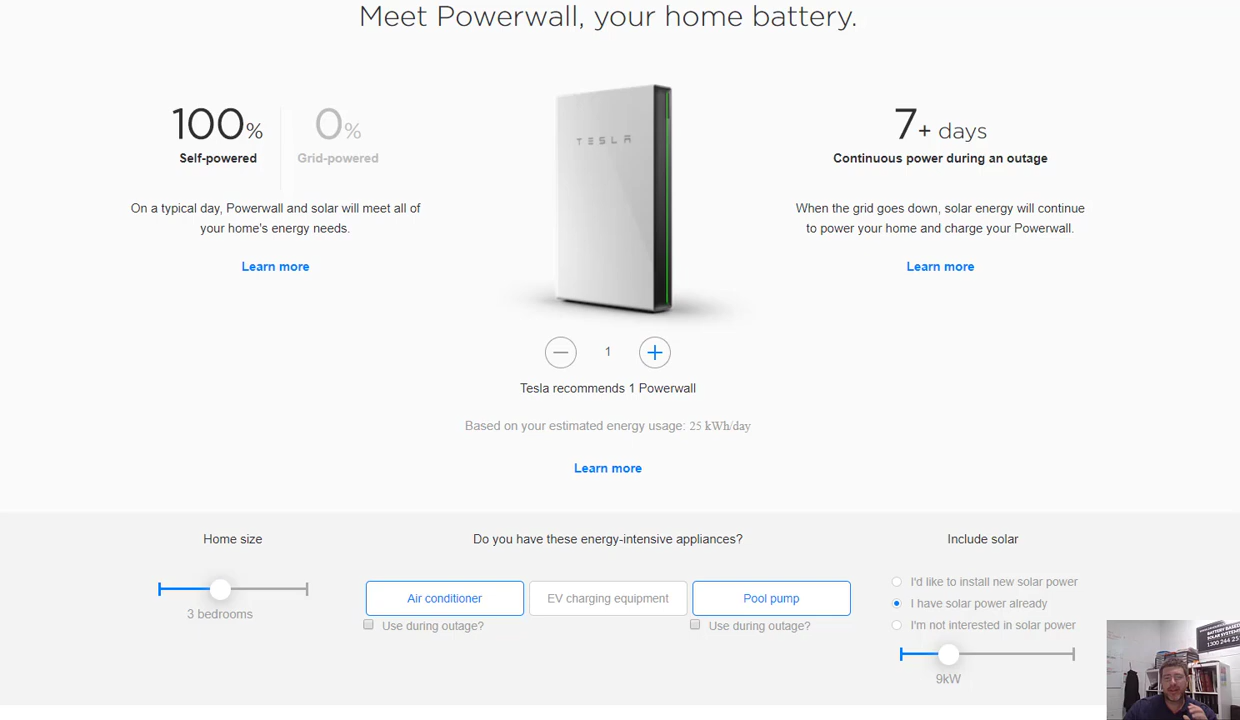 Meet Powerwall, your home battery.
100% 0%
Self-powered Grid-powered
On a typical day, Powerwall and solar will meet all of
your home's energy needs.
Learn more
TESLA
7+ days
Continuous power during an outage
When the grid goes down, solar energy will continue
to power your home and charge your Powerwall.
Learn more
1
Tesla recommends 1 Powerwall
Based on your estimated energy usage: 25 kWh/day
Learn more
Home size
3 bedrooms
Do you have these energy-intensive appliances?
Air conditioner EV charging equipment Pool pump
Use during outage? Use during outage?
Include solar
I'd like to install new solar power
I have solar power already
I'm not interested in solar power
9kW
BATTERY BASED
SOLAR SYSTEMS